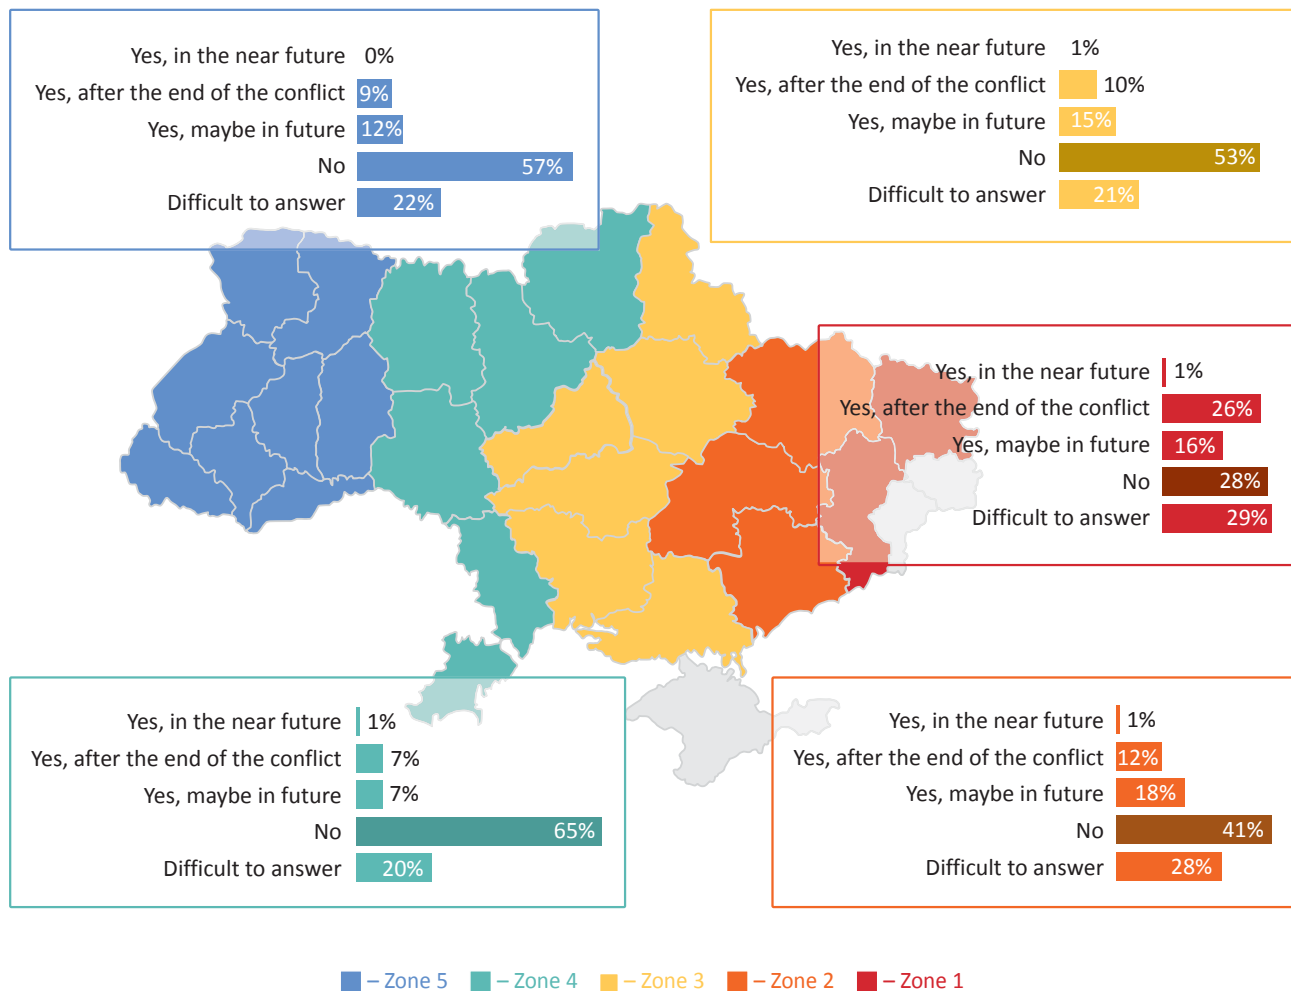 Yes, in the near future 0%
Yes, after the end of the conflict 9%
Yes, maybe in future 12%
No 57%
Difficult to answer 22%
Yes, in the near future 1%
Yes, after the end of the conflict 10%
Yes, maybe in future 15%
No 53%
Difficult to answer 21%
Yes, in the near future 1%
Yes, after the end of the conflict 26%
Yes, maybe in future 16%
No 28%
Difficult to answer 29%
Yes, in the near future 1%
Yes, after the end of the conflict 7%
Yes, maybe in future 7%
No 65%
Difficult to answer 20%
Yes, in the near future 1%
Yes, after the end of the conflict 12%
Yes, maybe in future 18%
No 41%
Difficult to answer 28%
– Zone 5 – Zone 4 – Zone 3 – Zone 2 – Zone 1